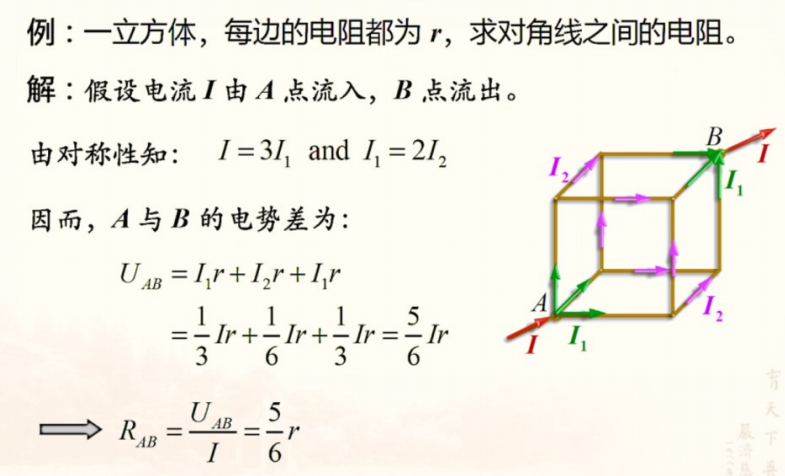 例：一立方体，每边的电阻都为 r，求对角线之间的电阻。
解：假设电流 I 由 A 点流入，B 点流出。
由对称性知： I = 3I₁ and I₁ = 2I₂
因而，A 与 B 的电势差为：
U_AB = I₁r + I₂r + I₁r
= 1/3 Ir + 1/6 Ir + 1/3 Ir = 5/6 Ir
⟹ R_AB = U_AB/I = 5/6 r
B
I
I₂
I₁
A
I₂
I
I₁
育天下